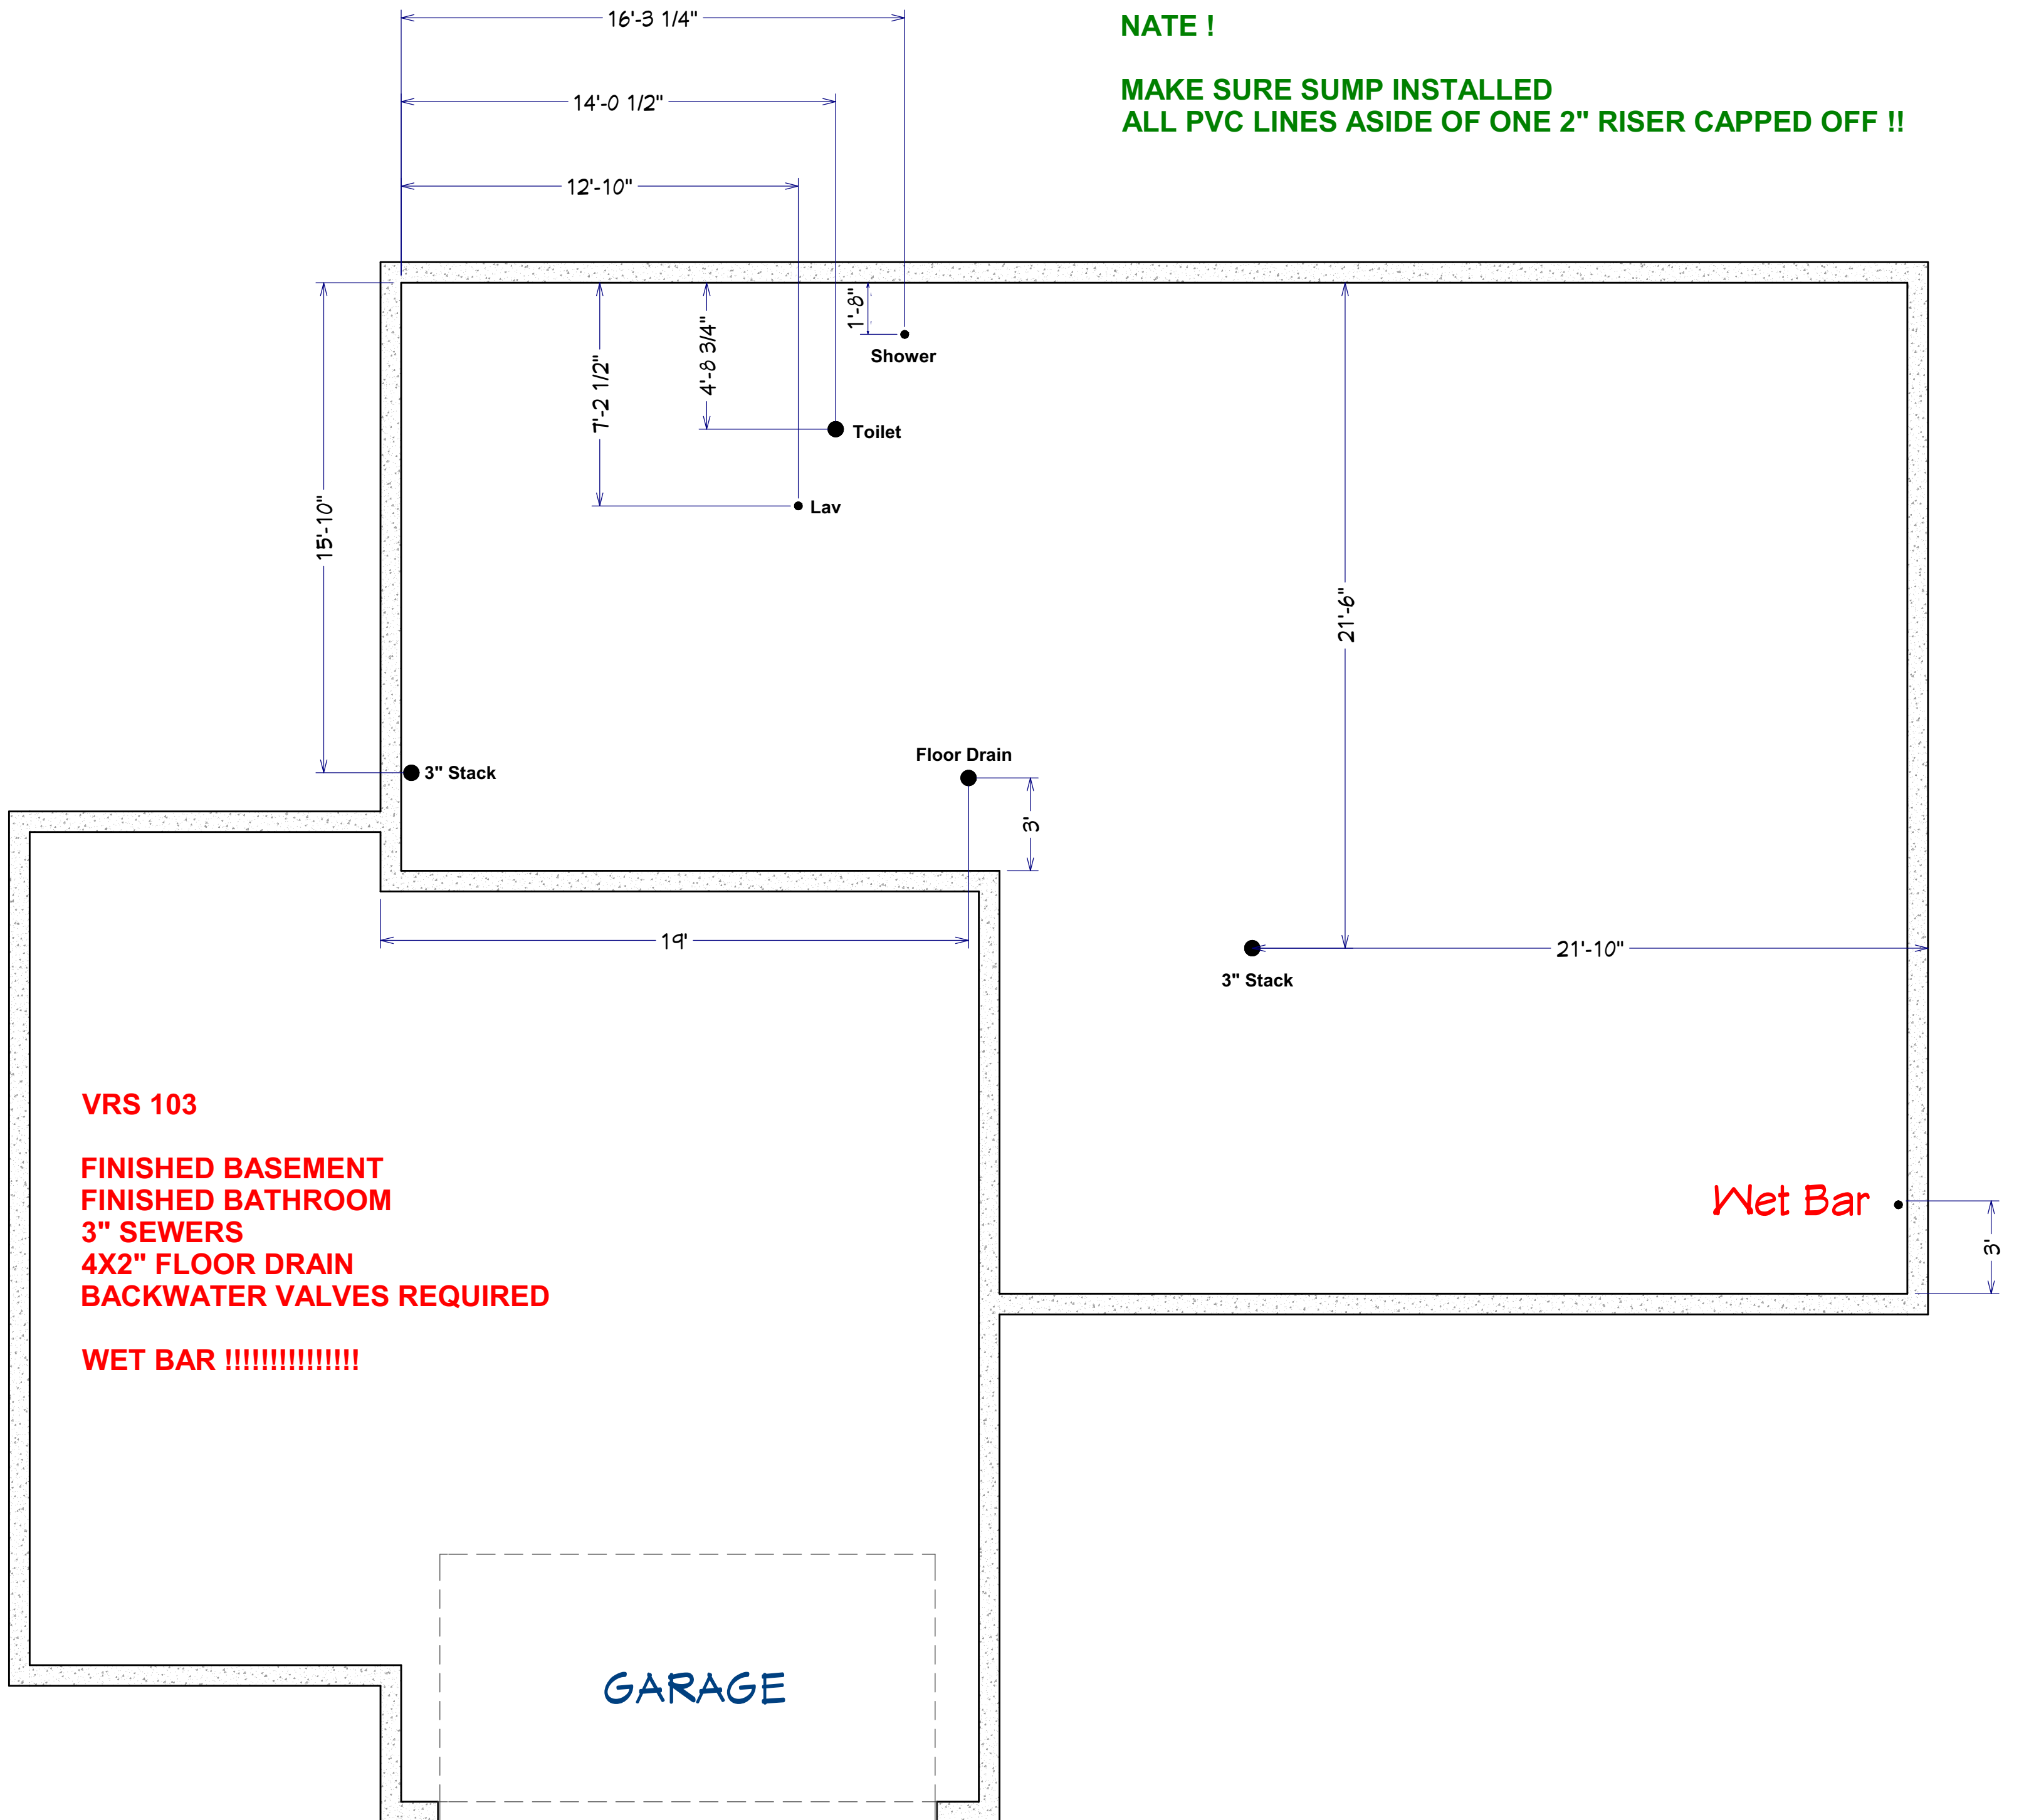 16'-3 1/4"
NATE !
14'-0 1/2"
MAKE SURE SUMP INSTALLED
ALL PVC LINES ASIDE OF ONE 2" RISER CAPPED OFF !!
12'-10"
1'-8"
4'-8 3/4"
7'-2 1/2"
Shower
Toilet
Lav
15'-10"
21'-6"
Floor Drain
3" Stack
3'
19'
21'-10"
3" Stack
VRS 103
FINISHED BASEMENT
FINISHED BATHROOM
3" SEWERS
4X2" FLOOR DRAIN
BACKWATER VALVES REQUIRED
WET BAR !!!!!!!!!!!!!!!
Wet Bar
3'
GARAGE